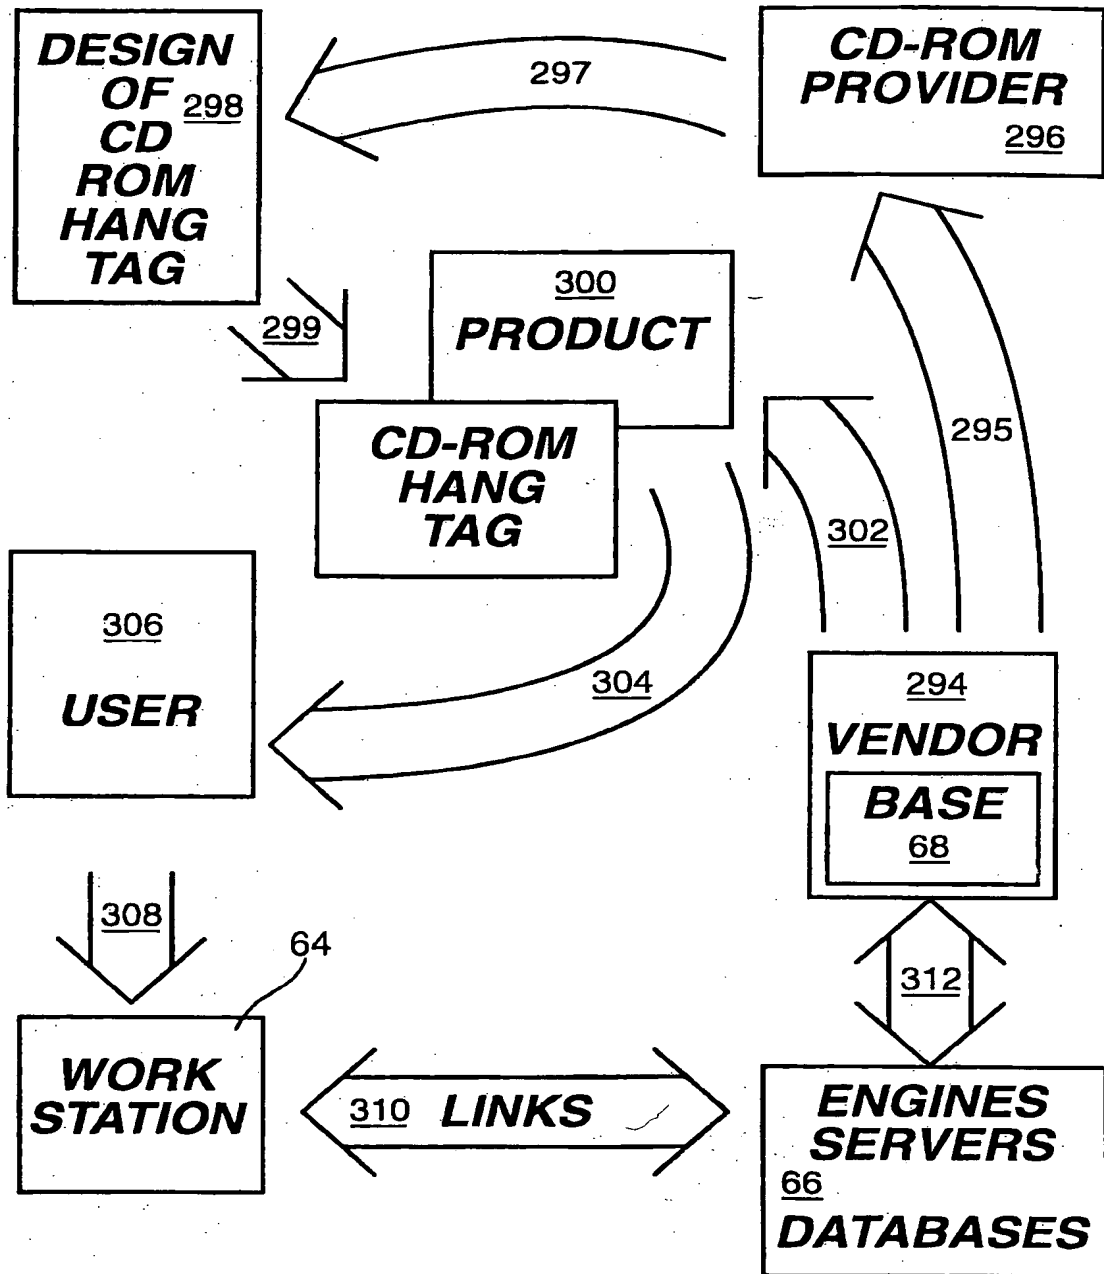 DESIGN
OF
298
CD
ROM
HANG
TAG
297
CD-ROM
PROVIDER
296
299
300
PRODUCT
CD-ROM
HANG
TAG
295
302
304
306
USER
294
VENDOR
BASE
68
308
64
312
WORK
STATION
310 LINKS
ENGINES
SERVERS
66
DATABASES